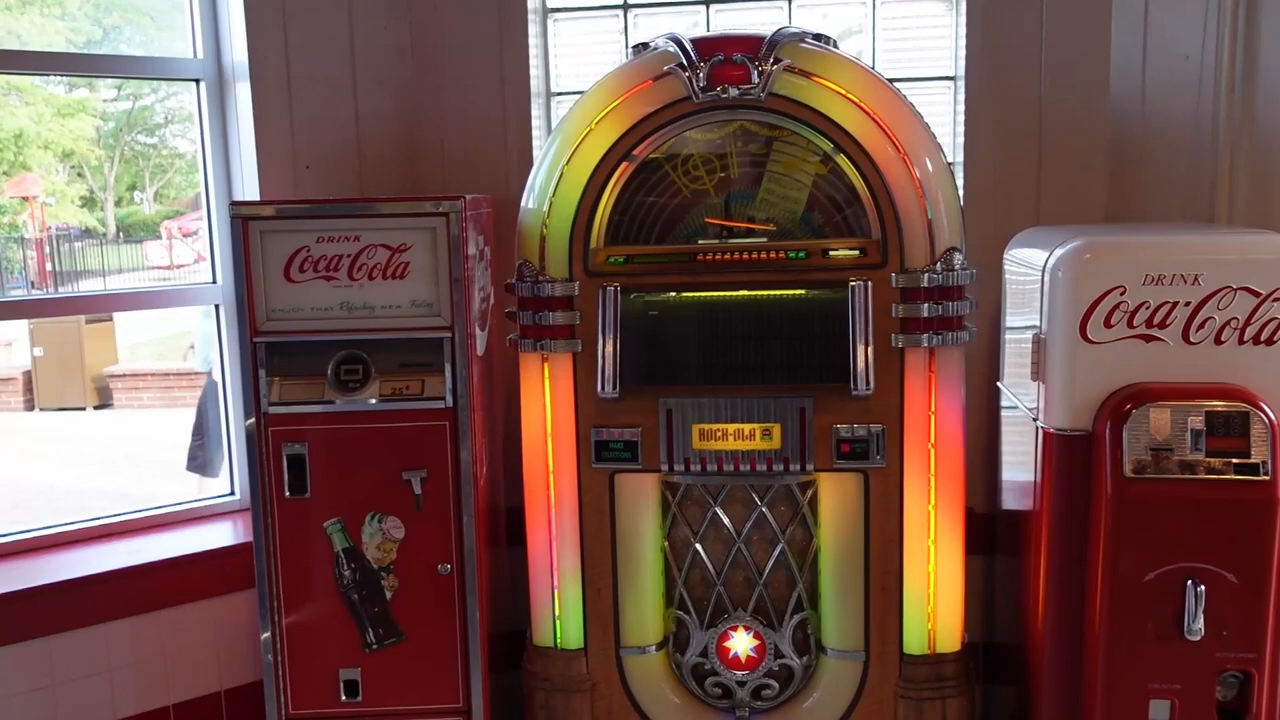 DRINK
Coca-Cola
ENJOY THAT Refreshing NEW Feeling
25¢
ROCK-OLA
MAKE
SELECTIONS
DRINK
Coca-Cola